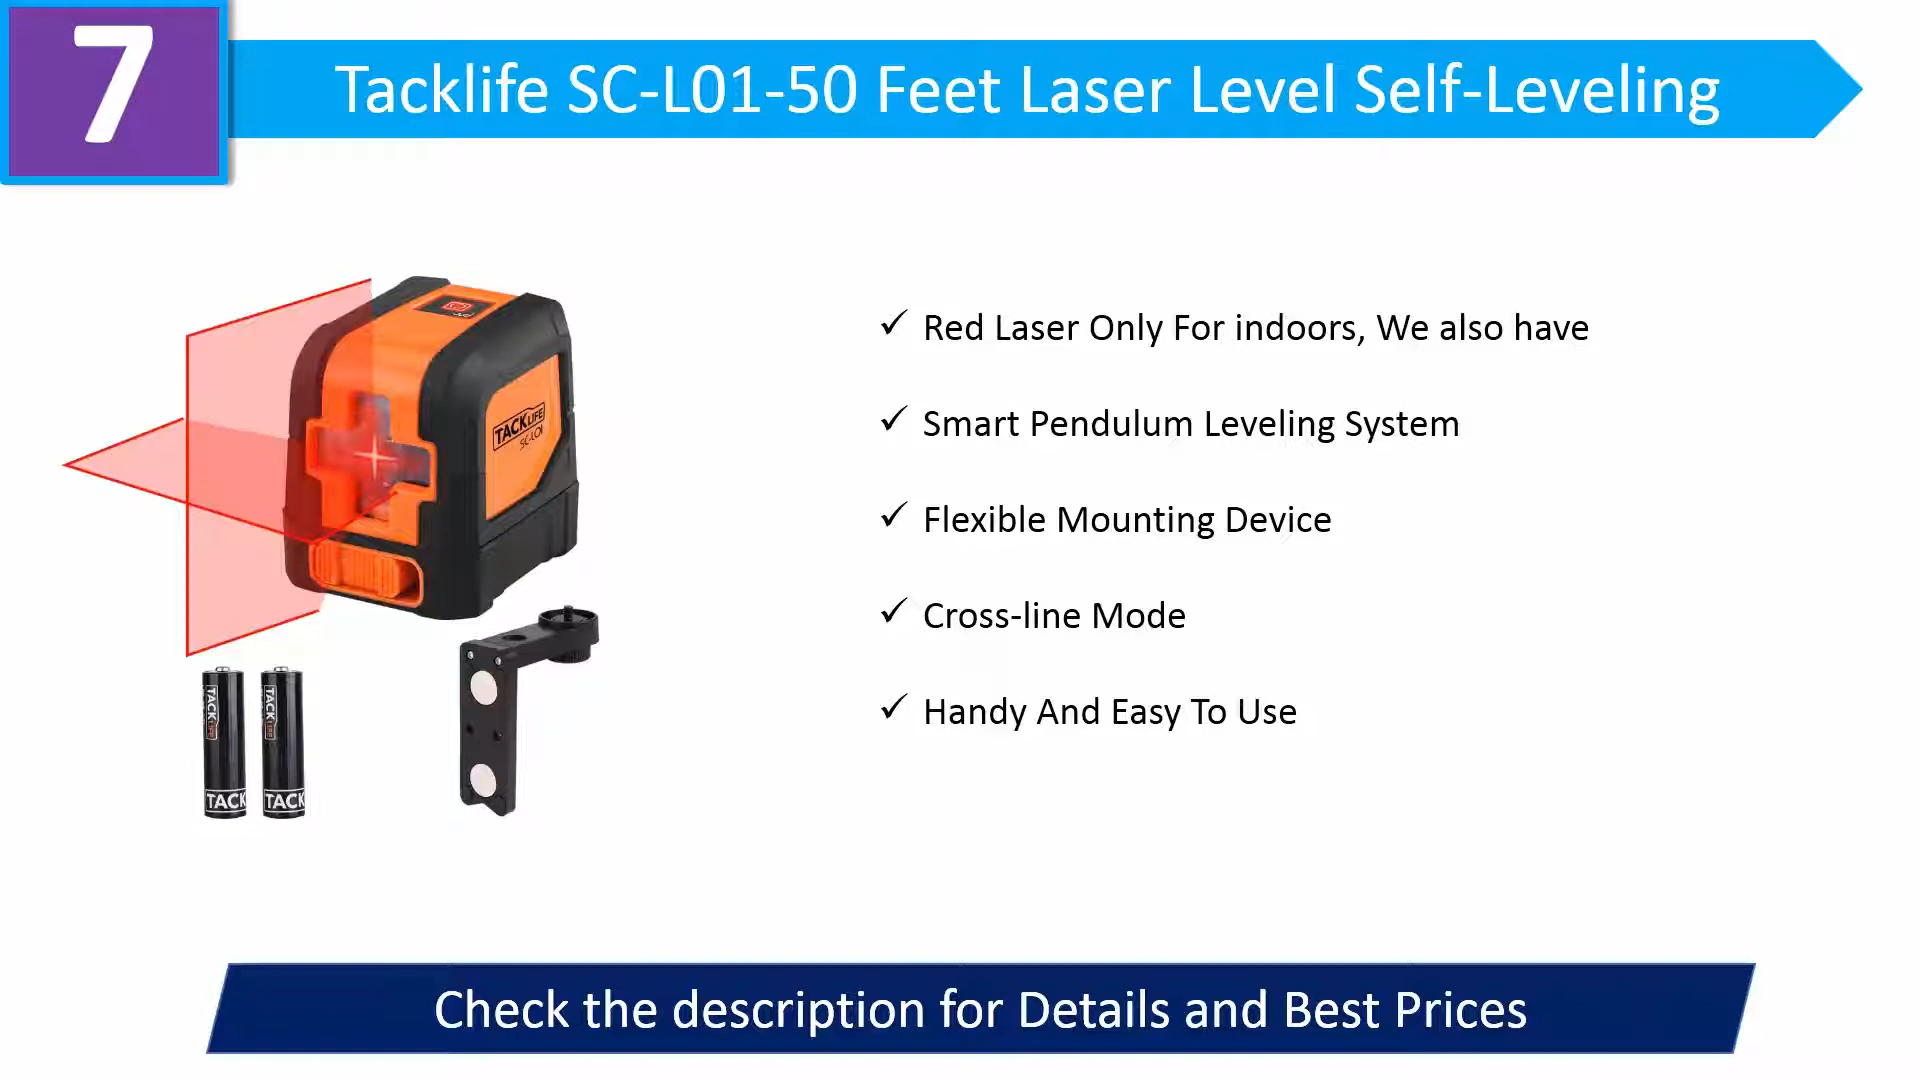 7
Tacklife SC-L01-50 Feet Laser Level Self-Leveling
Red Laser Only For indoors, We also have
Smart Pendulum Leveling System
TACKLIFE
SC-L01
Flexible Mounting Device
Cross-line Mode
Handy And Easy To Use
TACKLIFE
TACKLIFE
TACK
TACK
Check the description for Details and Best Prices